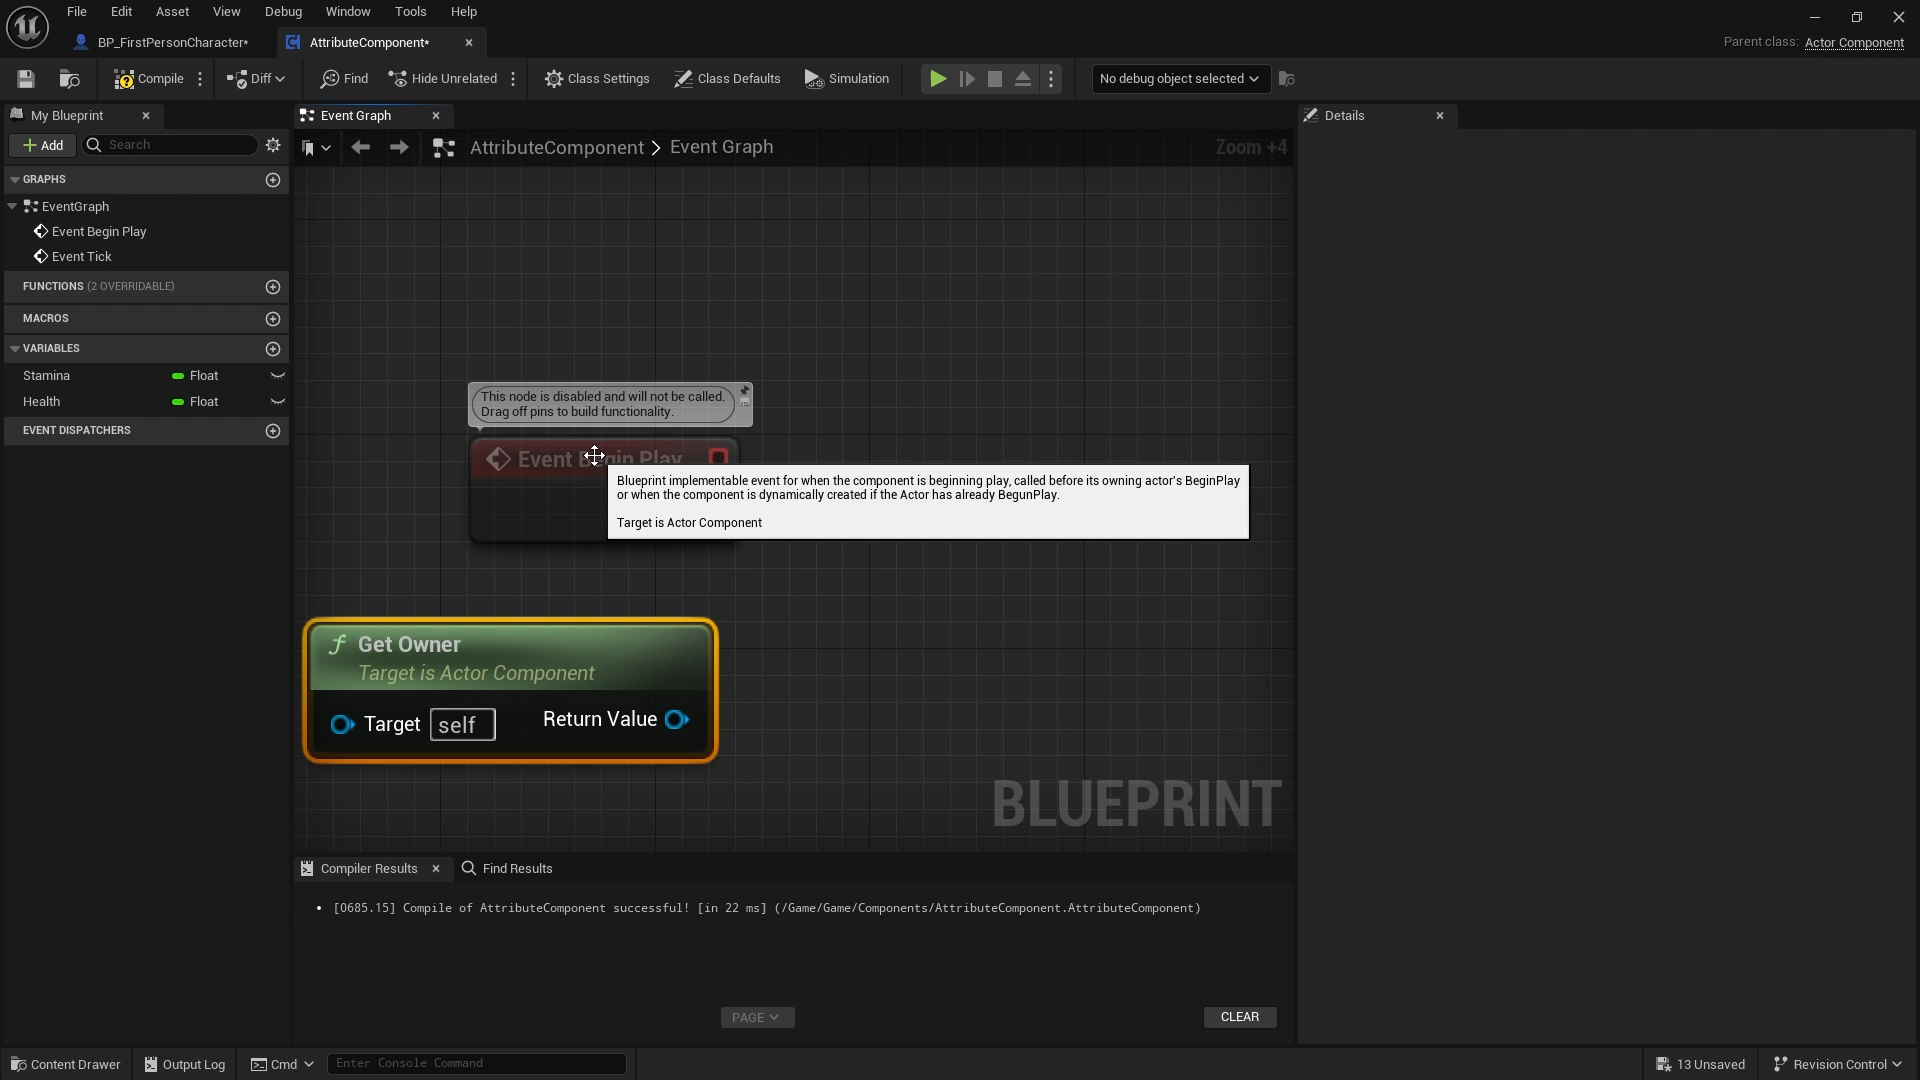 File Edit Asset View Debug Window Tools Help
BP_FirstPersonCharacter*
AttributeComponent*
Parent class: Actor Component
Compile
Diff
Find
Hide Unrelated
Class Settings
Class Defaults
Simulation
No debug object selected
My Blueprint
Event Graph
Details
Add
Search
AttributeComponent > Event Graph
Zoom +4
GRAPHS
EventGraph
Event Begin Play
Event Tick
FUNCTIONS (2 OVERRIDABLE)
MACROS
VARIABLES
Stamina Float
Health Float
EVENT DISPATCHERS
This node is disabled and will not be called.
Drag off pins to build functionality.
Event Begin Play
Blueprint implementable event for when the component is beginning play, called before its owning actor's BeginPlay
or when the component is dynamically created if the Actor has already BegunPlay.
Target is Actor Component
Get Owner
Target is Actor Component
Target self
Return Value
BLUEPRINT
Compiler Results
Find Results
• [0685.15] Compile of AttributeComponent successful! [in 22 ms] (/Game/Game/Components/AttributeComponent.AttributeComponent)
PAGE
CLEAR
Content Drawer
Output Log
Cmd
Enter Console Command
13 Unsaved
Revision Control